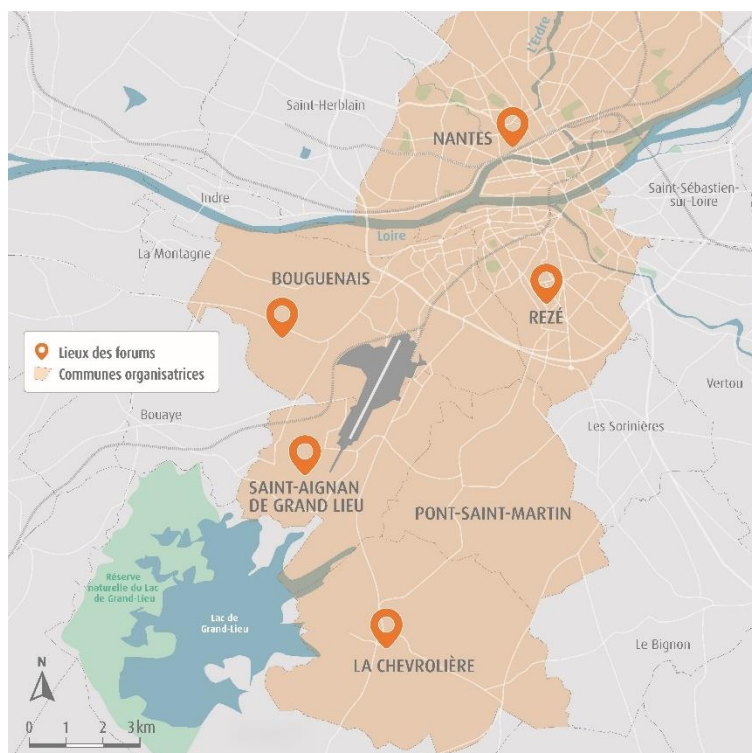 L'Erdre
Saint-Herblain
NANTES
Saint-Sébastien-
sur-Loire
Indre
Loire
La Montagne
BOUGUENAIS
REZÉ
Lieux des forums
Communes organisatrices
Vertou
Bouaye
Les Sorinières
SAINT-AIGNAN
DE GRAND LIEU
PONT-SAINT-MARTIN
Réserve
naturelle du Lac
de Grand-Lieu
Lac de
Grand-Lieu
LA CHEVROLIÈRE
Le Bignon
N
0 1 2 3 km